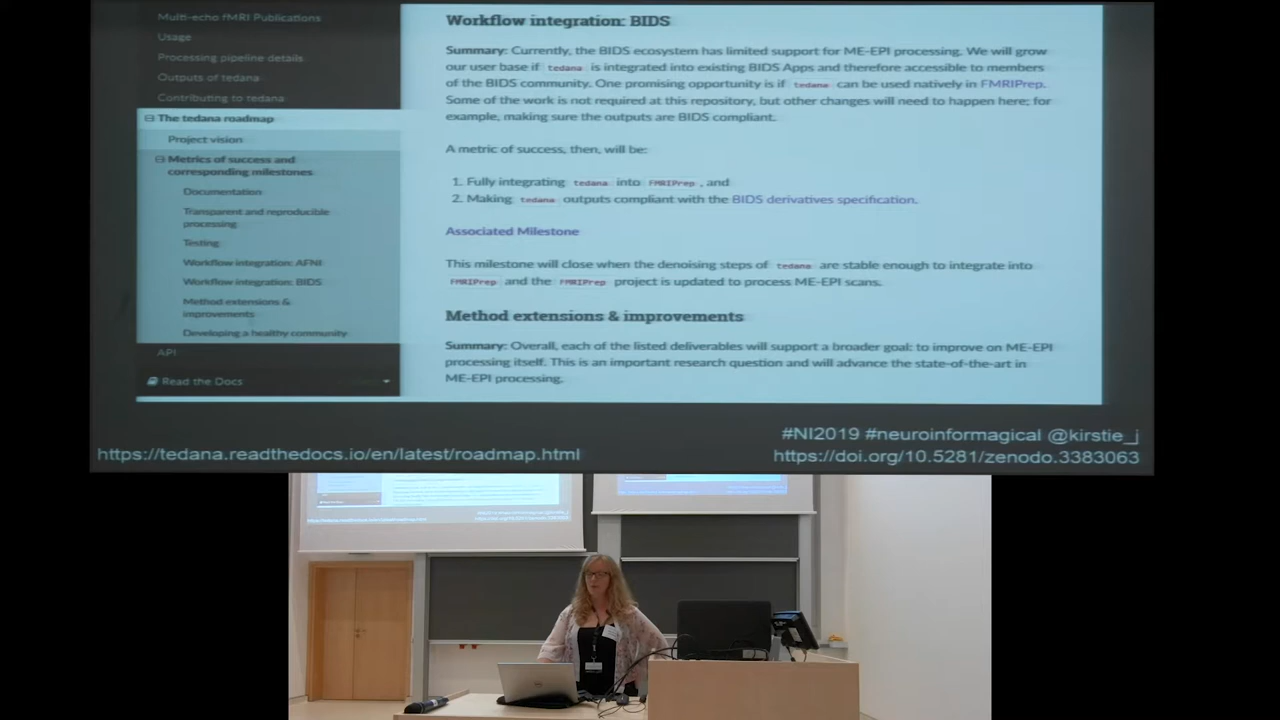 Multi-echo fMRI Publications
Usage
Processing pipeline details
Outputs of tedana
Contributing to tedana
The tedana roadmap
Project vision
Metrics of success and
corresponding milestones
Documentation
Transparent and reproducible
processing
Testing
Workflow integration: AFNI
Workflow integration: BIDS
Method extensions &
improvements
Developing a healthy community
API
Read the Docs
Workflow integration: BIDS
Summary: Currently, the BIDS ecosystem has limited support for ME-EPI processing. We will grow
our user base if tedana is integrated into existing BIDS Apps and therefore accessible to members
of the BIDS community. One promising opportunity is if tedana can be used natively in FMRIPrep.
Some of the work is not required at this repository, but other changes will need to happen here; for
example, making sure the outputs are BIDS compliant.
A metric of success, then, will be:
1. Fully integrating tedana into FMRIPrep, and
2. Making tedana outputs compliant with the BIDS derivatives specification.
Associated Milestone
This milestone will close when the denoising steps of tedana are stable enough to integrate into
FMRIPrep and the FMRIPrep project is updated to process ME-EPI scans.
Method extensions & improvements
Summary: Overall, each of the listed deliverables will support a broader goal: to improve on ME-EPI
processing itself. This is an important research question and will advance the state-of-the-art in
ME-EPI processing.
#NI2019 #neuroinformagical @kirstie_j
https://tedana.readthedocs.io/en/latest/roadmap.html
https://doi.org/10.5281/zenodo.3383063